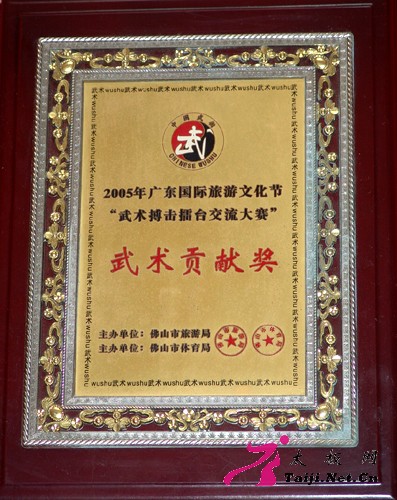 武术wushu武术wushu武术wushu武术wushu武术wushu
中国武术
武
CHINESE WUSHU
2005年广东国际旅游文化节
“武术搏击擂台交流大赛”
武术贡献奖
主办单位：佛山市旅游局
主办单位：佛山市体育局
武术wushu武术wushu武术wushu武术wushu武术wushu
太极网
Taiji.Net.Cn